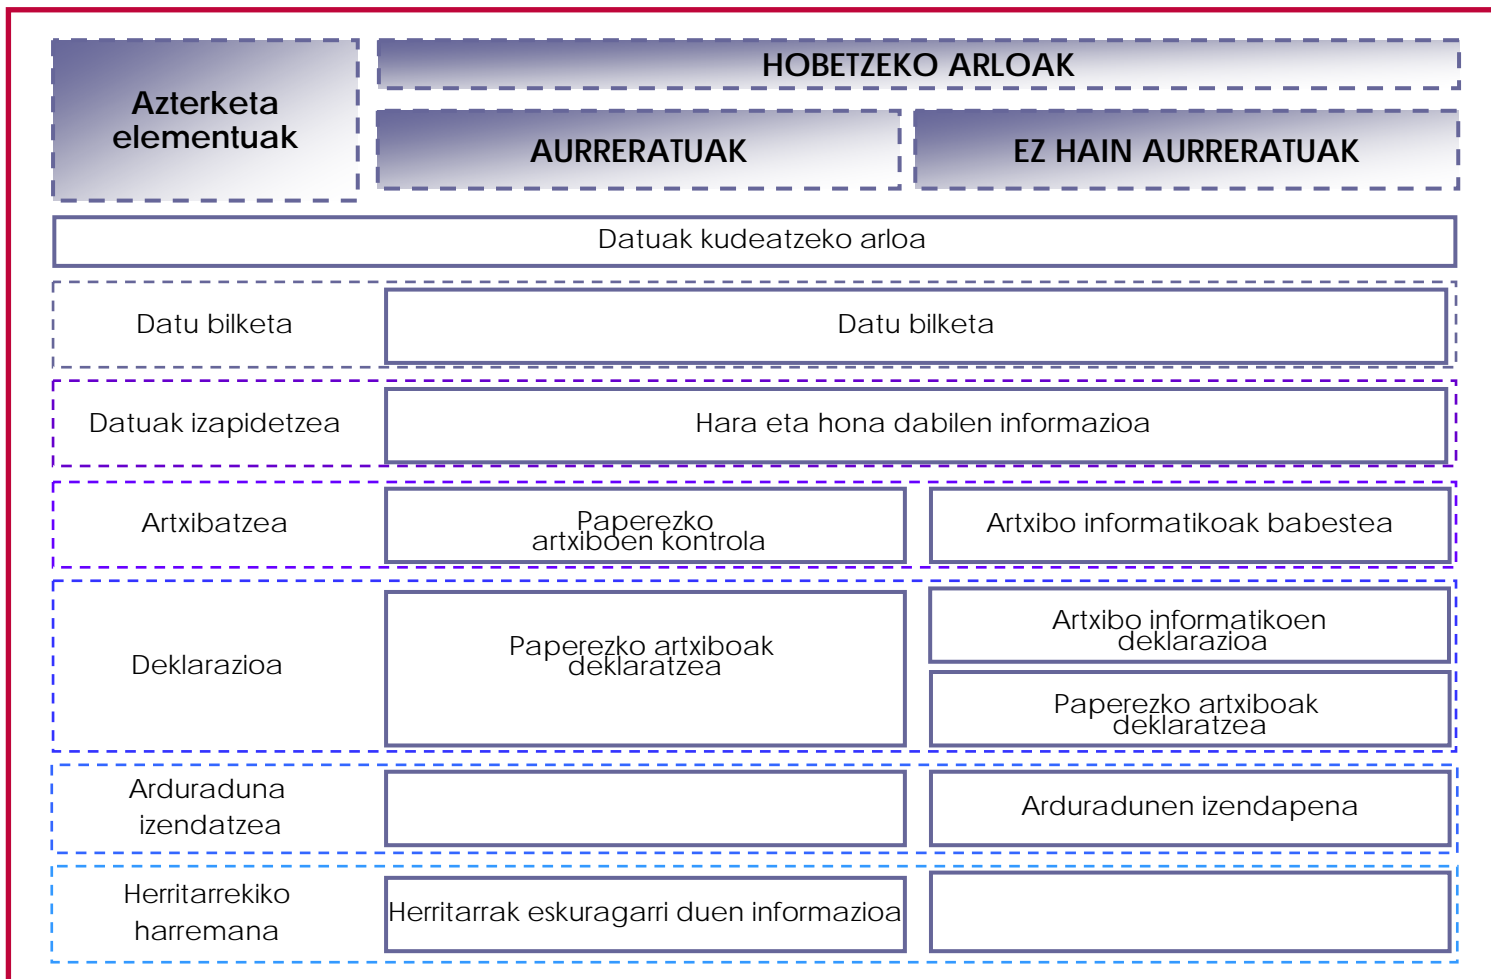 Azterketa
elementuak
HOBETZEKO ARLOAK
AURRERATUAK
EZ HAIN AURRERATUAK
Datuak kudeatzeko arloa
Datu bilketa
Datu bilketa
Datuak izapidetzea
Hara eta hona dabilen informazioa
Artxibatzea
Paperezko
artxiboen kontrola
Artxibo informatikoak babestea
Deklarazioa
Paperezko artxiboak
deklaratzea
Artxibo informatikoen
deklarazioa
Paperezko artxiboak
deklaratzea
Arduraduna
izendatzea
Arduradunen izendapena
Herritarrekiko
harremana
Herritarrak eskuragarri duen informazioa